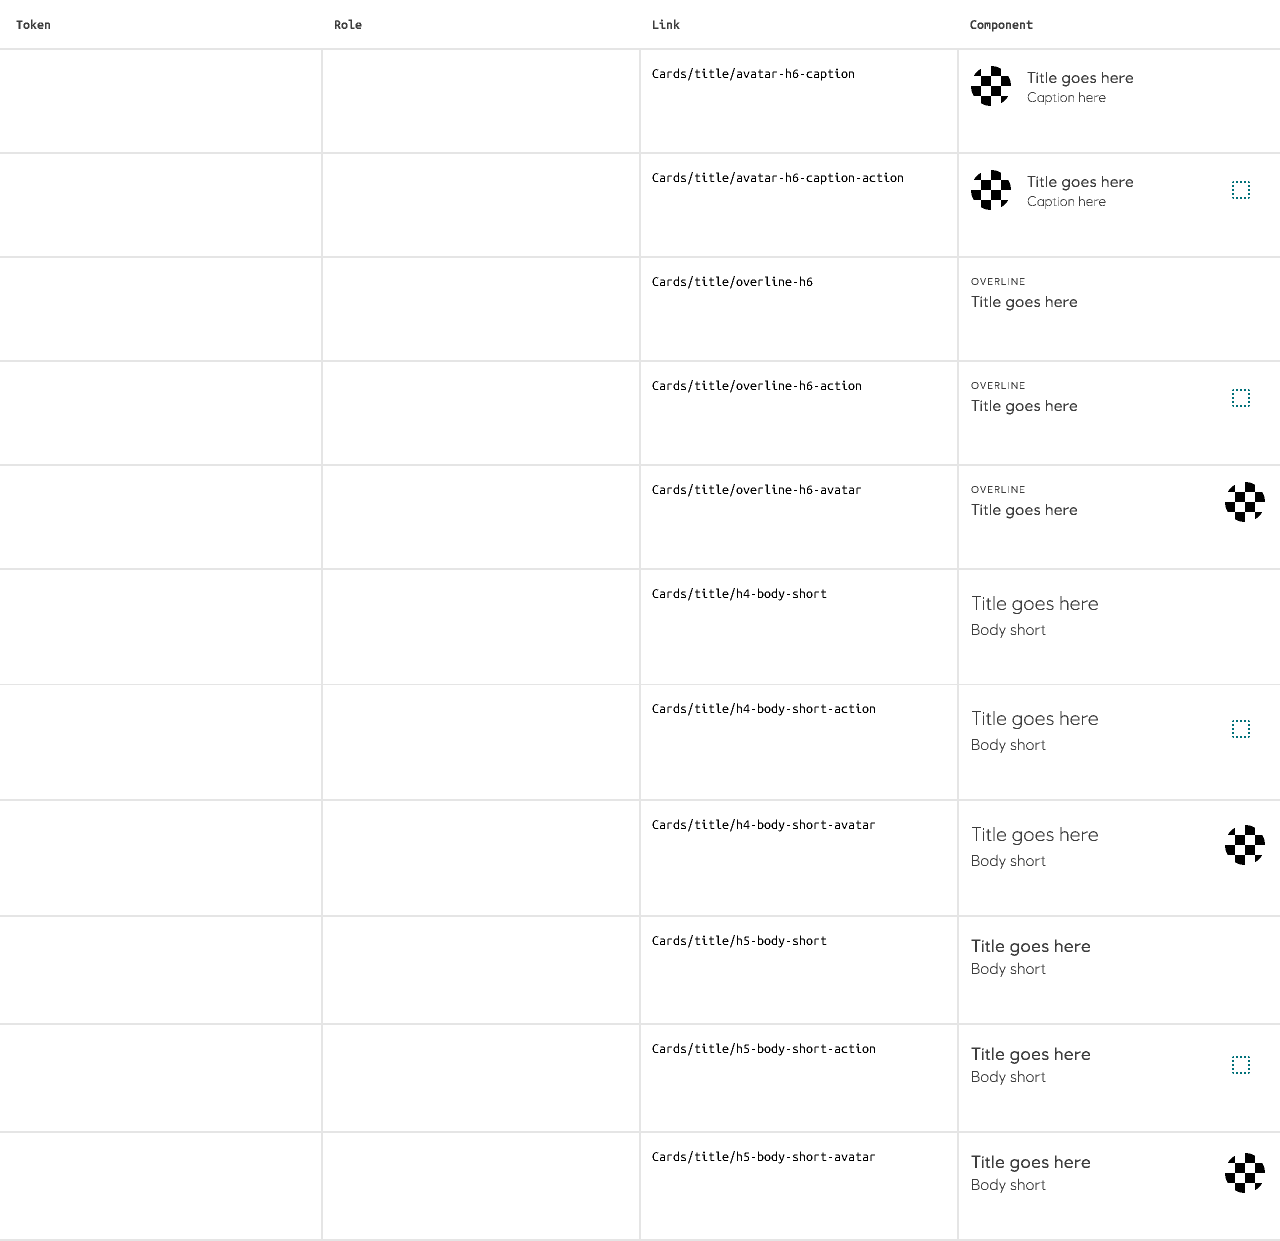 Token Role Link Component
Cards/title/avatar-h6-caption Title goes here
Caption here
Cards/title/avatar-h6-caption-action Title goes here
Caption here
Cards/title/overline-h6 OVERLINE
Title goes here
Cards/title/overline-h6-action OVERLINE
Title goes here
Cards/title/overline-h6-avatar OVERLINE
Title goes here
Cards/title/h4-body-short Title goes here
Body short
Cards/title/h4-body-short-action Title goes here
Body short
Cards/title/h4-body-short-avatar Title goes here
Body short
Cards/title/h5-body-short Title goes here
Body short
Cards/title/h5-body-short-action Title goes here
Body short
Cards/title/h5-body-short-avatar Title goes here
Body short